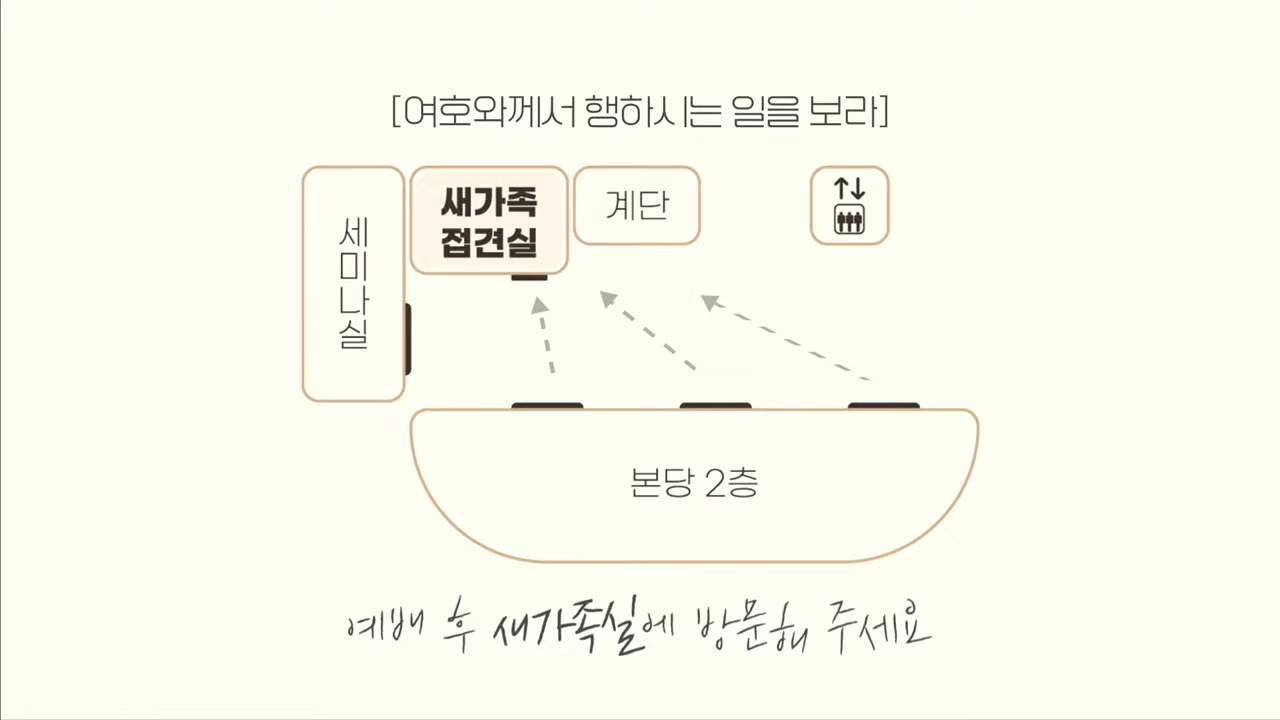 [여호와께서 행하시는 일을 보라]
세미나실
새가족
접견실
계단
본당 2층
예배 후 새가족실에 방문해 주세요